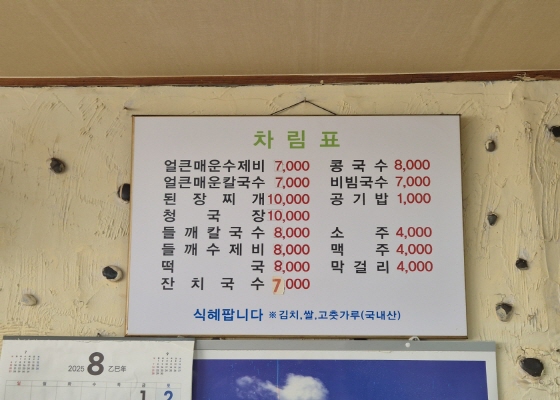 차림표
얼큰매운수제비 7,000
얼큰매운칼국수 7,000
된장찌개 10,000
청국장 10,000
들깨칼국수 8,000
들깨수제비 8,000
떡국 8,000
잔치국수 7,000
콩국수 8,000
비빔국수 7,000
공기밥 1,000
소주 4,000
맥주 4,000
막걸리 4,000
식혜팝니다 ※김치,쌀,고춧가루(국내산)
2025 8 乙巳年
1 2